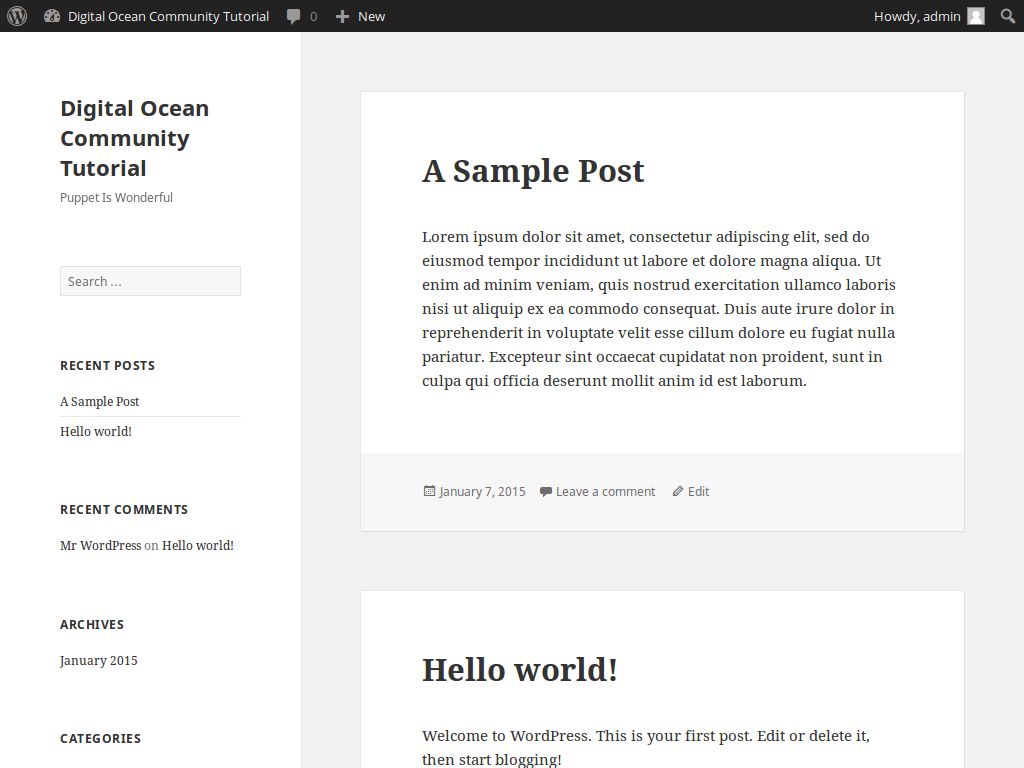 Digital Ocean Community Tutorial 0 New Howdy, admin
Digital Ocean
Community
Tutorial
Puppet Is Wonderful
Search …
RECENT POSTS
A Sample Post
Hello world!
RECENT COMMENTS
Mr WordPress on Hello world!
ARCHIVES
January 2015
CATEGORIES
A Sample Post
Lorem ipsum dolor sit amet, consectetur adipiscing elit, sed do
eiusmod tempor incididunt ut labore et dolore magna aliqua. Ut
enim ad minim veniam, quis nostrud exercitation ullamco laboris
nisi ut aliquip ex ea commodo consequat. Duis aute irure dolor in
reprehenderit in voluptate velit esse cillum dolore eu fugiat nulla
pariatur. Excepteur sint occaecat cupidatat non proident, sunt in
culpa qui officia deserunt mollit anim id est laborum.
January 7, 2015 Leave a comment Edit
Hello world!
Welcome to WordPress. This is your first post. Edit or delete it,
then start blogging!